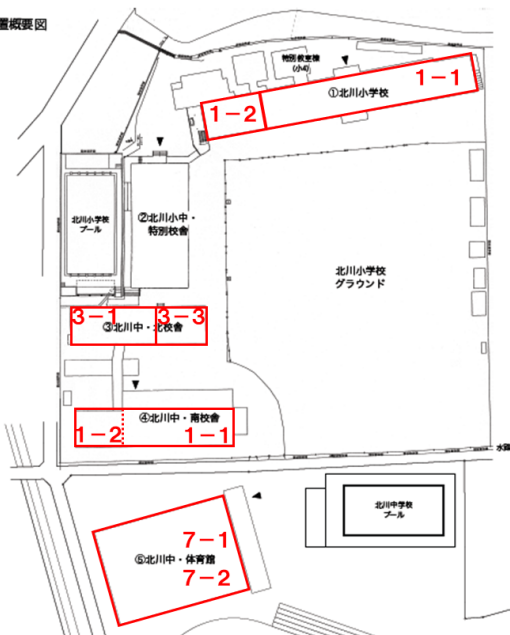 置概要図
特別教室棟
(小4)
1-1
①北川小学校
1-2
②北川小中・
特別校舎
北川小学校
プール
北川小学校
グラウンド
3-1
3-3
③北川中・北校舎
④北川中・南校舎
1-2
1-1
水路
北川中学校
プール
7-1
⑤北川中・体育館
7-2